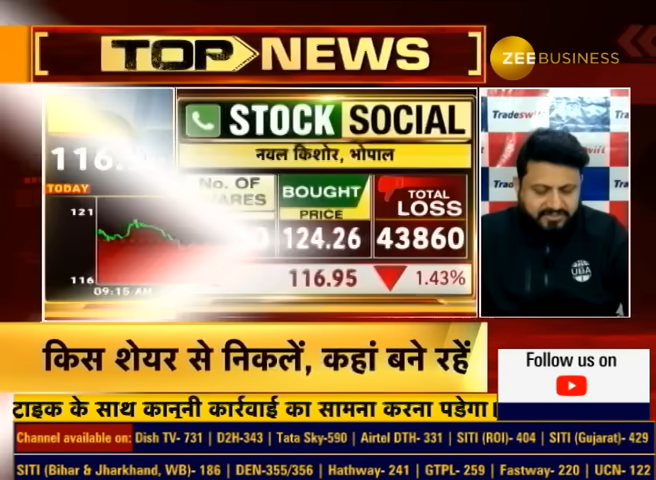 TOP NEWS
ZEEBUSINESS
STOCK SOCIAL
नवल किशोर, भोपाल
116.
TODAY
121
116
09:15 AM
No. OF
BOUGHT
PRICE
124.26
TOTAL
LOSS
43860
116.95
1.43%
Tradeswift
UBA
किस शेयर से निकलें, कहां बने रहें
Follow us on
टाइक के साथ कानूनी कार्रवाई का सामना करना पडेगा।
Channel available on: Dish TV- 731 | D2H-343 | Tata Sky-590 | Airtel DTH- 331 | SITI (ROI)- 404 | SITI (Gujarat)- 429
SITI (Bihar & Jharkhand, WB)- 186 | DEN-355/356 | Hathway- 241 | GTPL- 259 | Fastway- 220 | UCN- 122